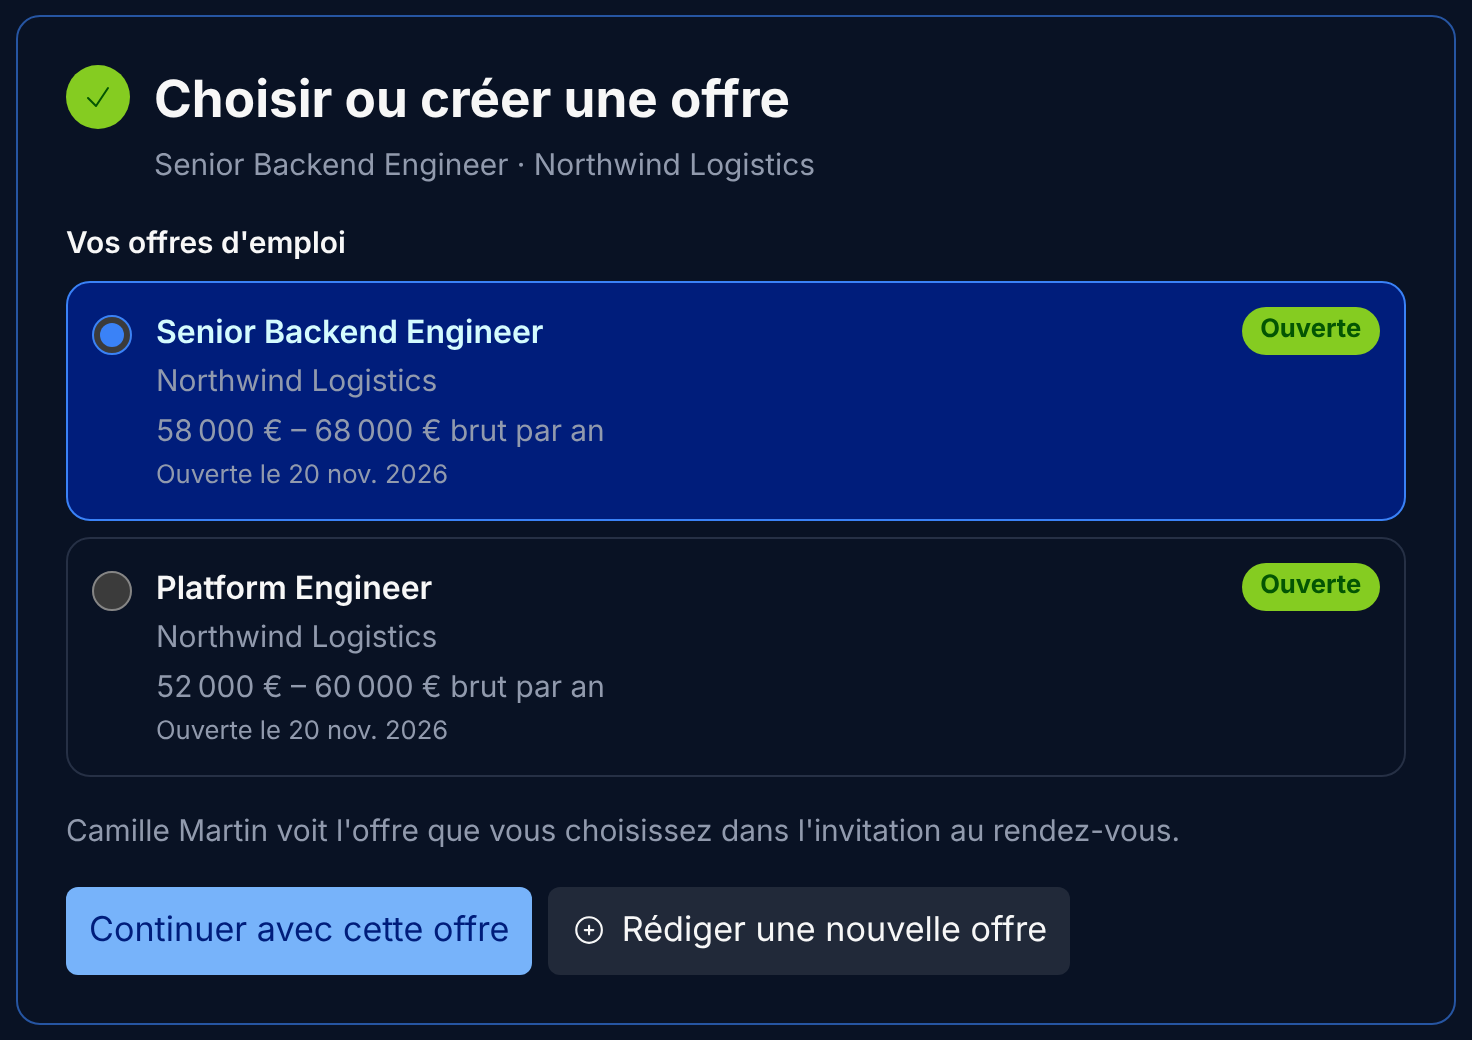 Choisir ou créer une offre
Senior Backend Engineer · Northwind Logistics
Vos offres d'emploi
Senior Backend Engineer
Ouverte
Northwind Logistics
58 000 € – 68 000 € brut par an
Ouverte le 20 nov. 2026
Platform Engineer
Ouverte
Northwind Logistics
52 000 € – 60 000 € brut par an
Ouverte le 20 nov. 2026
Camille Martin voit l'offre que vous choisissez dans l'invitation au rendez-vous.
Continuer avec cette offre
Rédiger une nouvelle offre